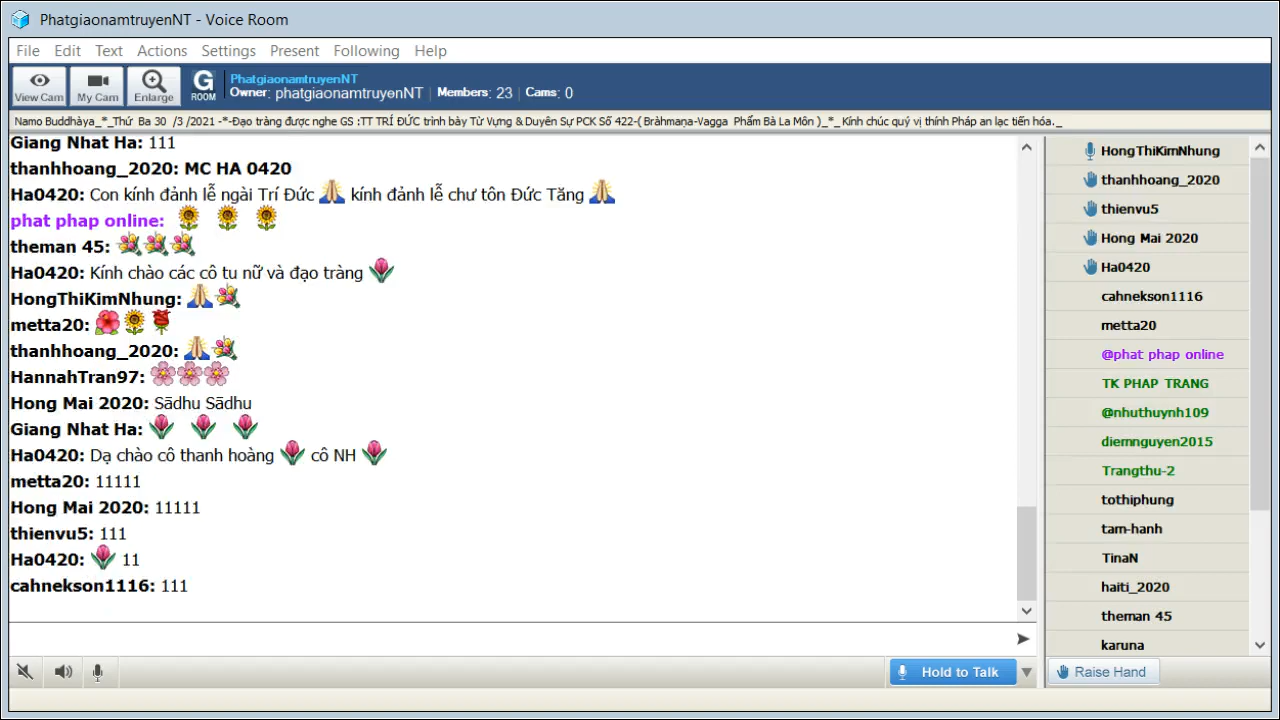 PhatgiaonamtruyenNT - Voice Room
File Edit Text Actions Settings Present Following Help
View Cam My Cam Enlarge G ROOM
PhatgiaonamtruyenNT
Owner: phatgiaonamtruyenNT | Members: 23 | Cams: 0
Namo Buddhàya_*_Thứ Ba 30 /3 /2021 -*-Đạo tràng được nghe GS :TT TRÍ ĐỨC trình bày Từ Vựng & Duyên Sự PCK Số 422-( Bràhmaṇa-Vagga Phẩm Bà La Môn )_*_ Kính chúc quý vị thính Pháp an lạc tiến hóa._
Giang Nhat Ha: 111
thanhhoang_2020: MC HA 0420
Ha0420: Con kính đảnh lễ ngài Trí Đức 🙏 kính đảnh lễ chư tôn Đức Tăng 🙏
phat phap online: 🌻 🌻 🌻
theman 45: 💐💐💐
Ha0420: Kính chào các cô tu nữ và đạo tràng 🌷
HongThiKimNhung: 🙏💐
metta20: 🌺🌻🌹
thanhhoang_2020: 🙏💐
HannahTran97: 🌸🌸🌸
Hong Mai 2020: Sādhu Sādhu
Giang Nhat Ha: 🌷 🌷 🌷
Ha0420: Dạ chào cô thanh hoàng 🌷 cô NH 🌷
metta20: 11111
Hong Mai 2020: 11111
thienvu5: 111
Ha0420: 🌷 11
cahnekson1116: 111
Hold to Talk
HongThiKimNhung
thanhhoang_2020
thienvu5
Hong Mai 2020
Ha0420
cahnekson1116
metta20
@phat phap online
TK PHAP TRANG
@nhuthuynh109
diemnguyen2015
Trangthu-2
tothiphung
tam-hanh
TinaN
haiti_2020
theman 45
karuna
Raise Hand